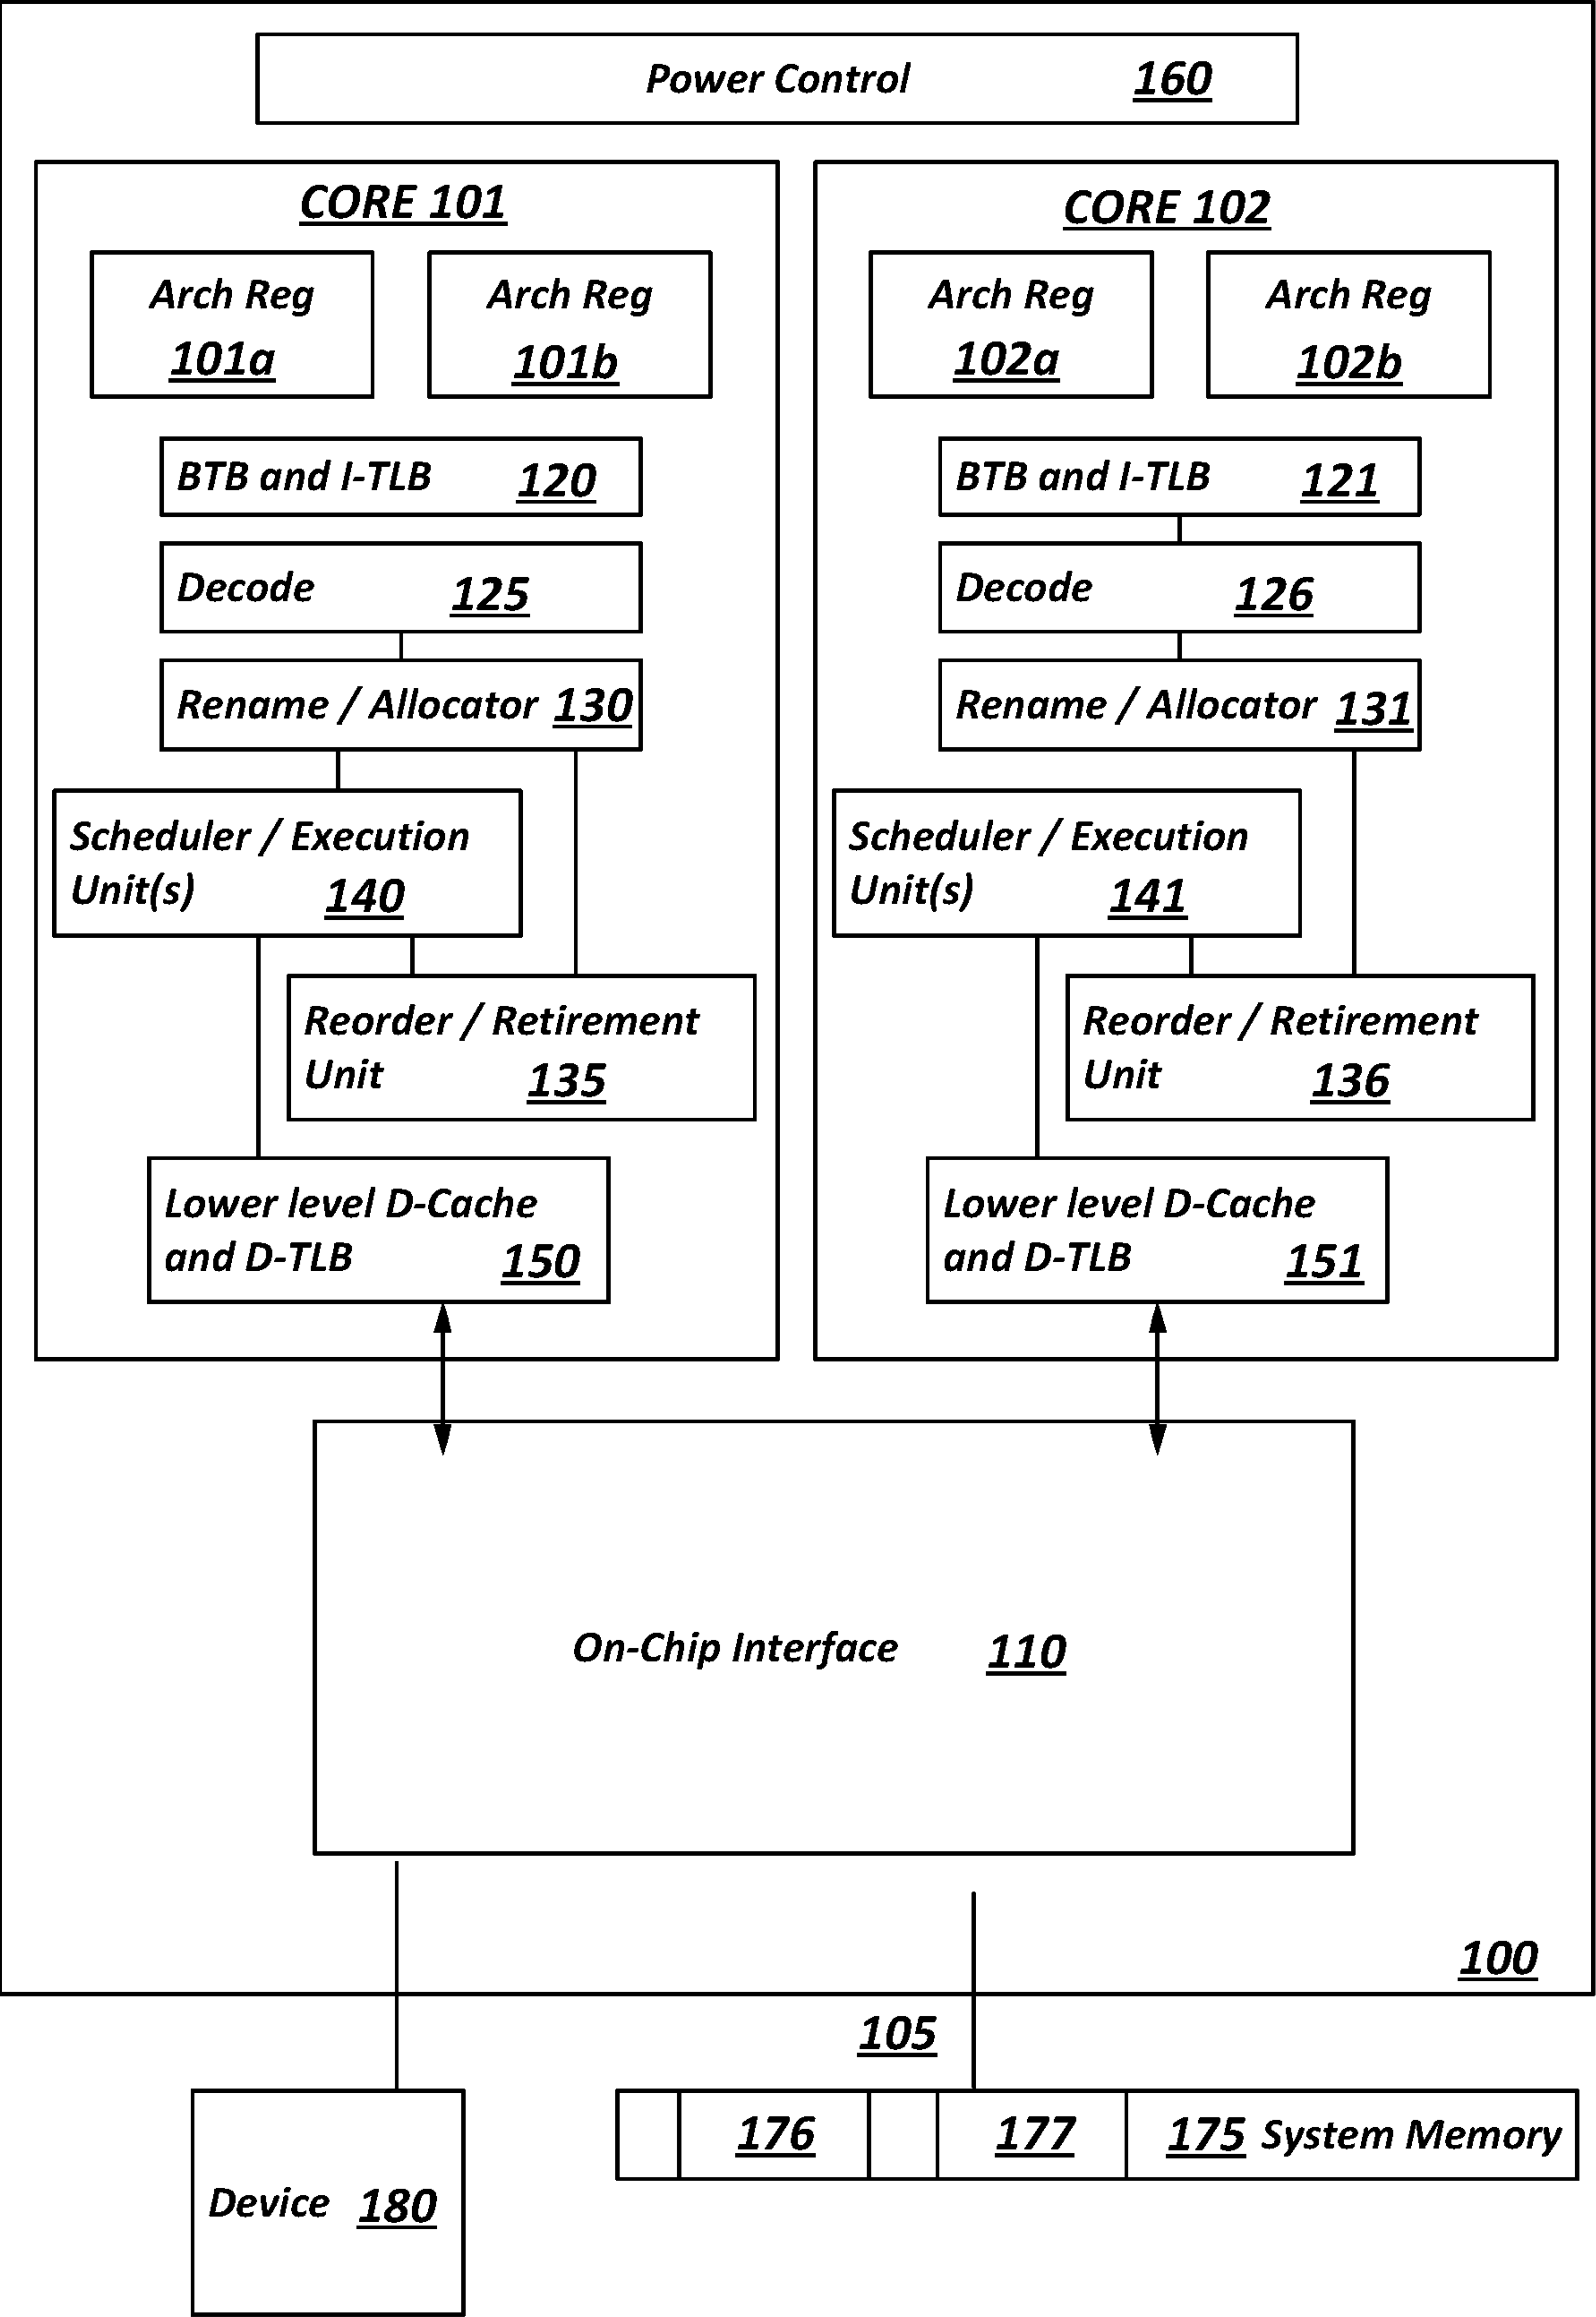 Power Control 160
CORE 101
Arch Reg
101a
Arch Reg
101b
BTB and I-TLB 120
Decode 125
Rename / Allocator 130
Scheduler / Execution
Unit(s) 140
Reorder / Retirement
Unit 135
Lower level D-Cache
and D-TLB 150
CORE 102
Arch Reg
102a
Arch Reg
102b
BTB and I-TLB 121
Decode 126
Rename / Allocator 131
Scheduler / Execution
Unit(s) 141
Reorder / Retirement
Unit 136
Lower level D-Cache
and D-TLB 151
On-Chip Interface 110
100
105
Device 180
176 177 175 System Memory